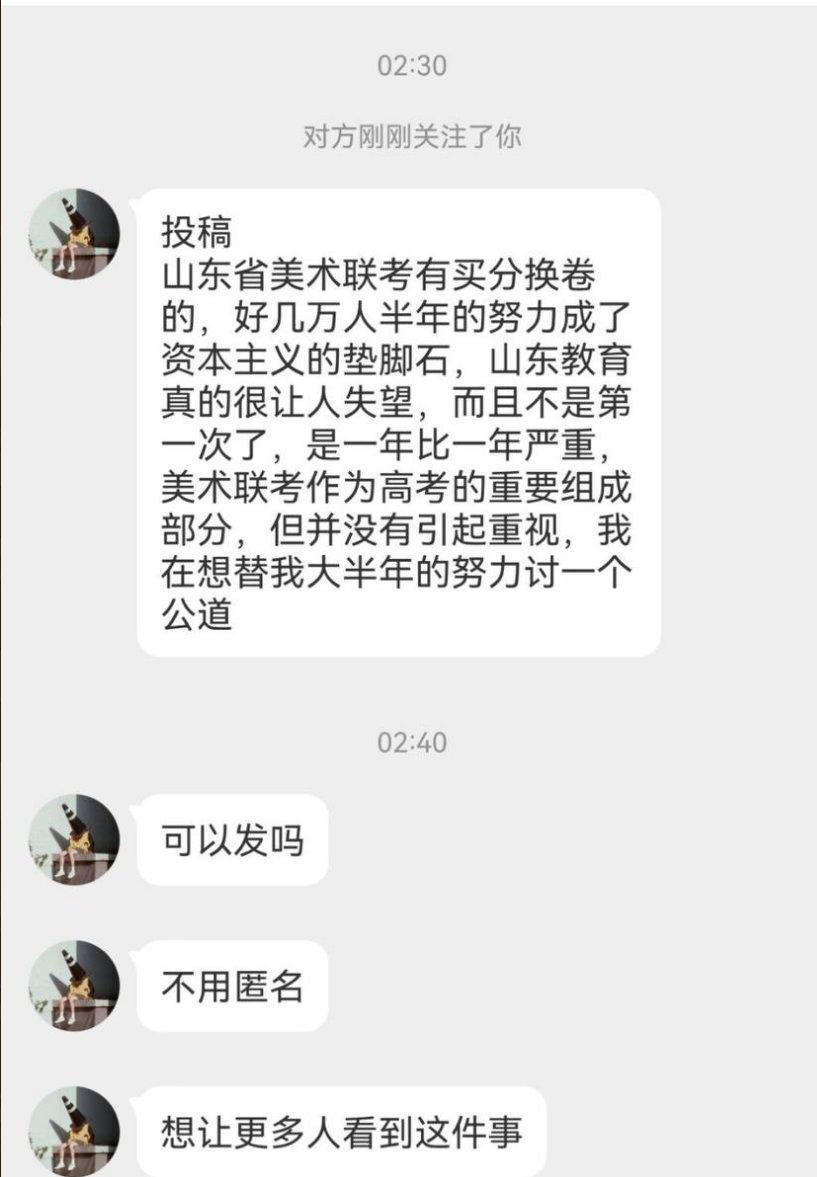 02:30
对方刚刚关注了你
投稿
山东省美术联考有买分换卷
的，好几万人半年的努力成了
资本主义的垫脚石，山东教育
真的很让人失望，而且不是第
一次了，是一年比一年严重，
美术联考作为高考的重要组成
部分，但并没有引起重视，我
在想替我大半年的努力讨一个
公道
02:40
可以发吗
不用匿名
想让更多人看到这件事